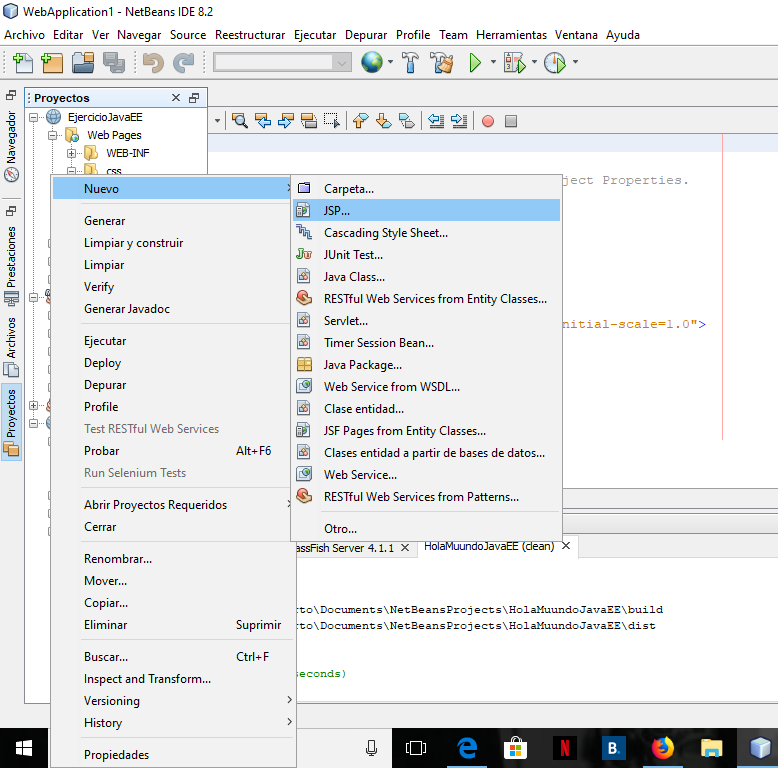 WebApplication1 - NetBeans IDE 8.2
Archivo Editar Ver Navegar Source Reestructurar Ejecutar Depurar Profile Team Herramientas Ventana Ayuda
Proyectos
Navegador
Prestaciones
Archivos
Proyectos
EjercicioJavaEE
Web Pages
WEB-INF
css
Nuevo
Generar
Limpiar y construir
Limpiar
Verify
Generar Javadoc
Ejecutar
Deploy
Depurar
Profile
Test RESTful Web Services
Probar Alt+F6
Run Selenium Tests
Abrir Proyectos Requeridos
Cerrar
Renombrar...
Mover...
Copiar...
Eliminar Suprimir
Buscar... Ctrl+F
Inspect and Transform...
Versioning
History
Propiedades
Carpeta...
JSP...
Cascading Style Sheet...
JUnit Test...
Java Class...
RESTful Web Services from Entity Classes...
Servlet...
Timer Session Bean...
Java Package...
Web Service from WSDL...
Clase entidad...
JSF Pages from Entity Classes...
Clases entidad a partir de bases de datos...
Web Service...
RESTful Web Services from Patterns...
Otro...
ject Properties.
nitial-scale=1.0">
assFish Server 4.1.1
HolaMuundoJavaEE (clean)
rto\Documents\NetBeansProjects\HolaMuundoJavaEE\build
rto\Documents\NetBeansProjects\HolaMuundoJavaEE\dist
seconds)
N
B.